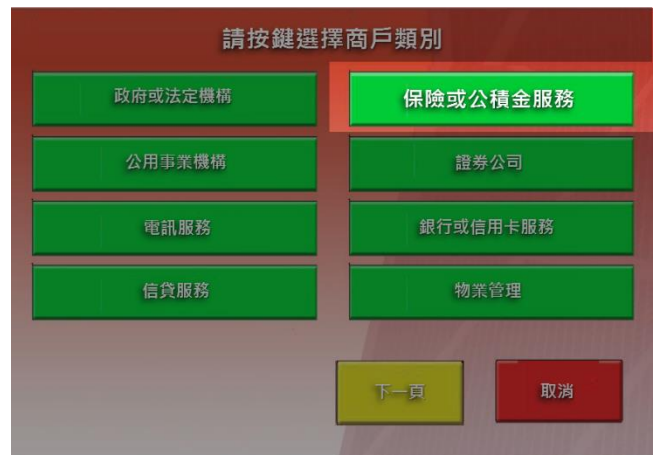 請按鍵選擇商戶類別
政府或法定機構
保險或公積金服務
公用事業機構
證券公司
電訊服務
銀行或信用卡服務
信貸服務
物業管理
下一頁
取消